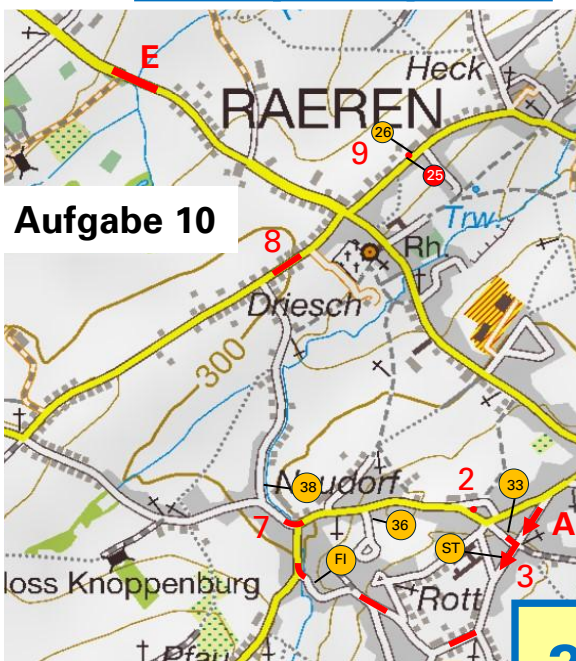 E
Heck
RAEREN
26
9
25
Aufgabe 10
Trw.
8
Rh
Driesch
300
38
Neudorf
2
33
7
36
A
ST
FI
3
loss Knoppenburg
Rott
Pfau